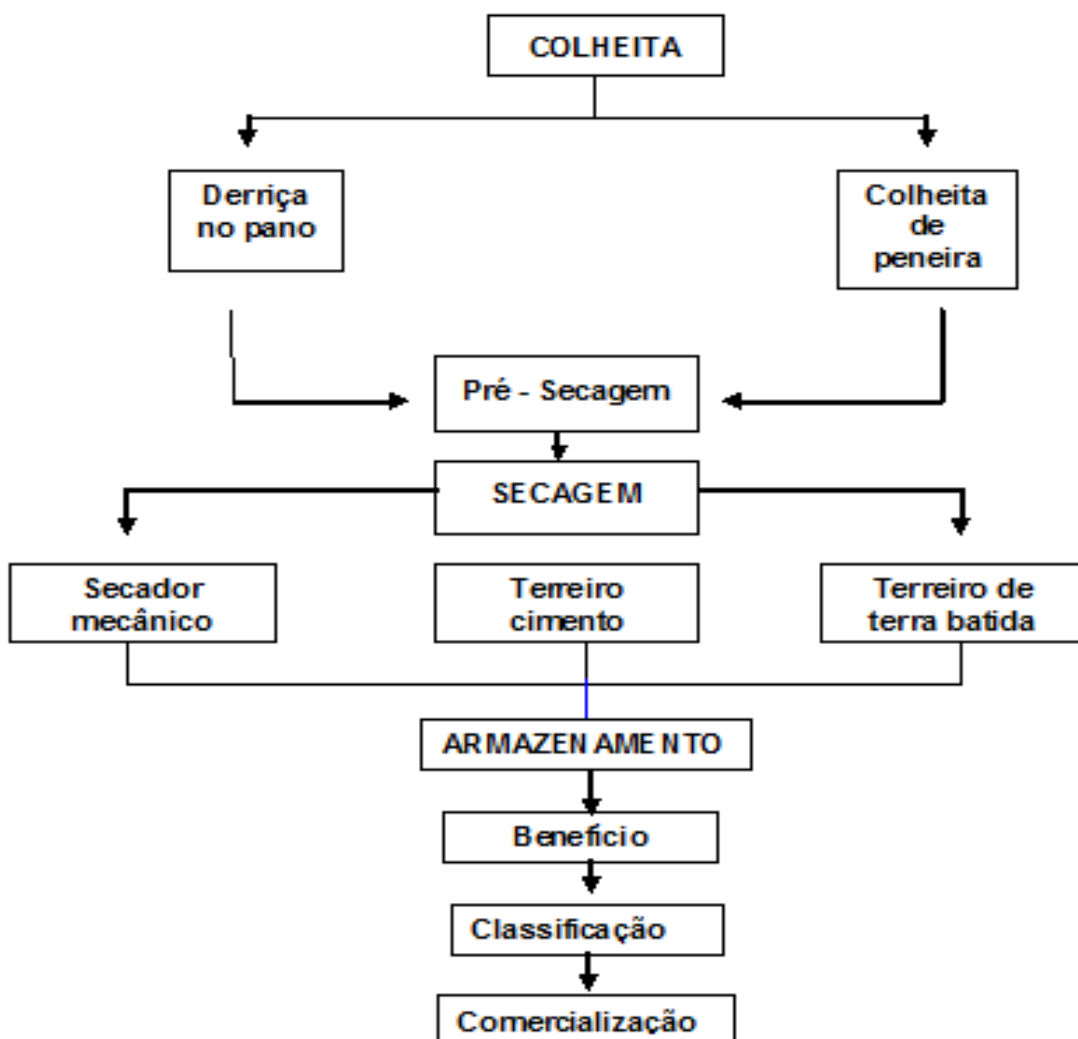 COLHEITA
Derriça
no pano
Colheita
de
peneira
Pré - Secagem
SECAGEM
Secador
mecânico
Terreiro
cimento
Terreiro de
terra batida
ARMAZENAMENTO
Benefício
Classificação
Comercialização